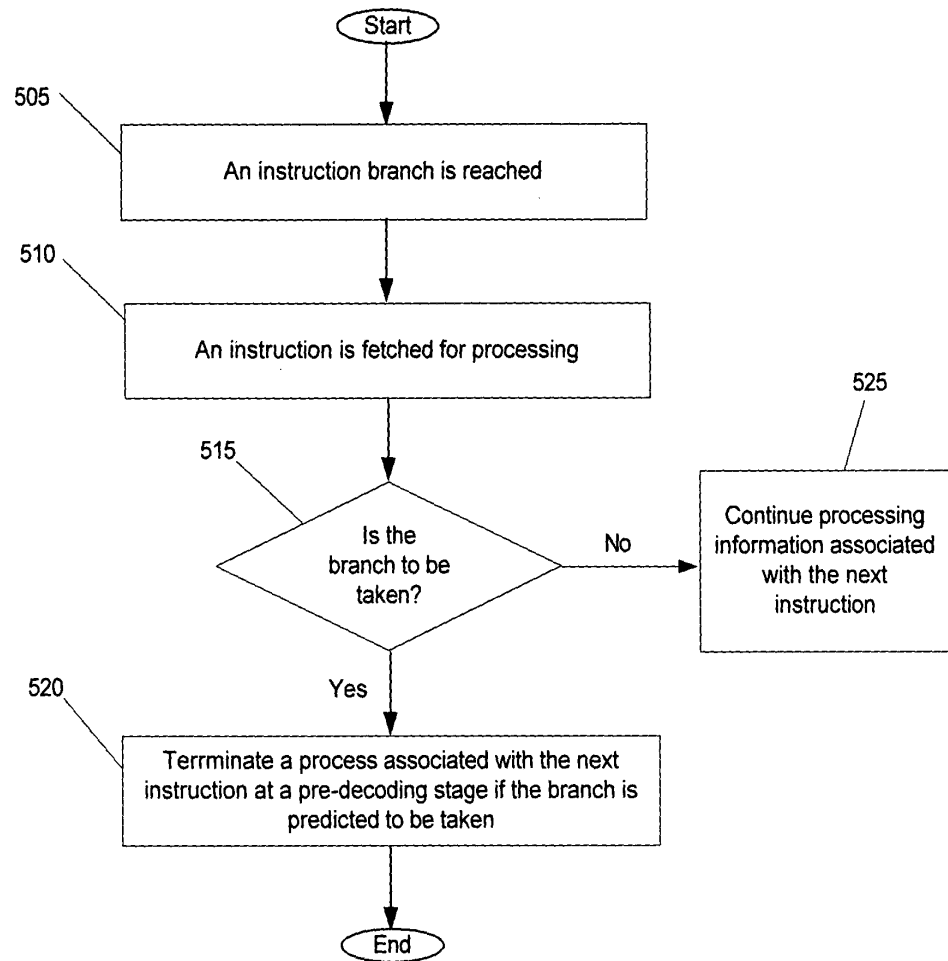 Start
505
An instruction branch is reached
510
An instruction is fetched for processing
515
Is the
branch to be
taken?
No
525
Continue processing
information associated
with the next
instruction
Yes
520
Terrminate a process associated with the next
instruction at a pre-decoding stage if the branch is
predicted to be taken
End